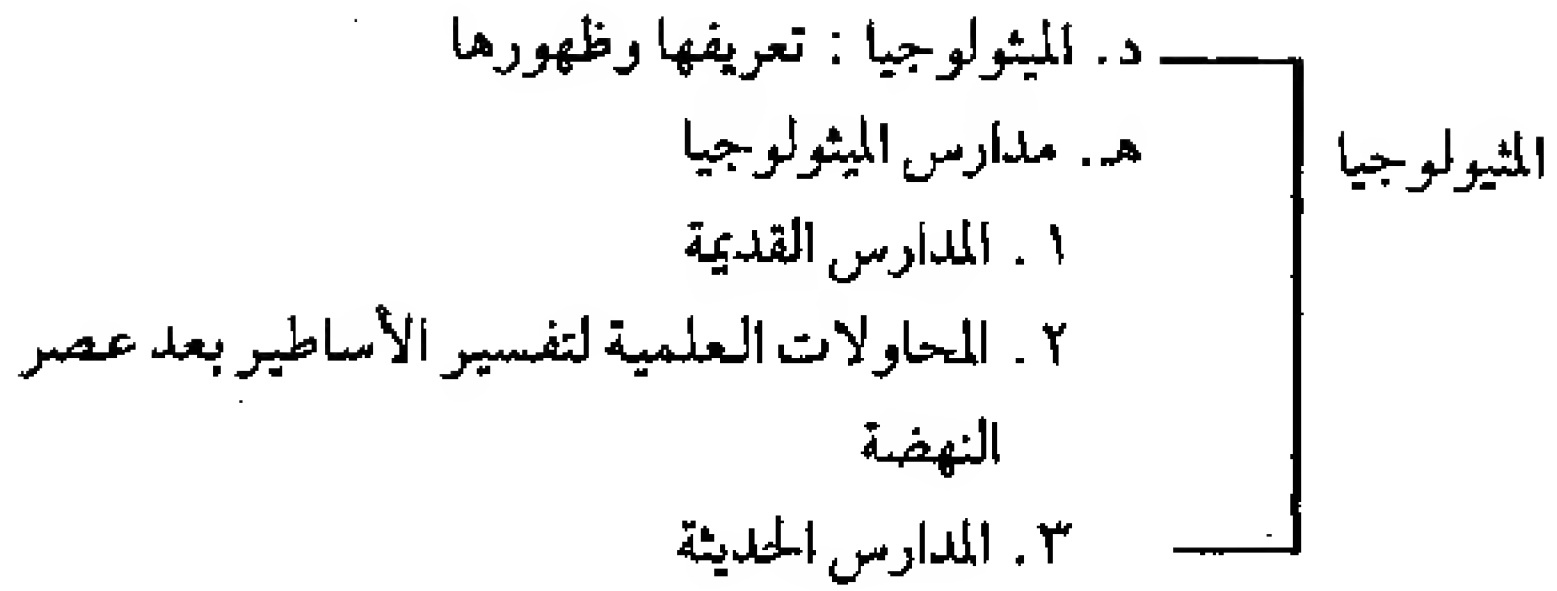 د. الميثولوجيا : تعريفها وظهورها
المثيولوجيا
هـ. مدارس الميثولوجيا
١. المدارس القديمة
٢. المحاولات العلمية لتفسير الأساطير بعد عصر
النهضة
٣. المدارس الحديثة